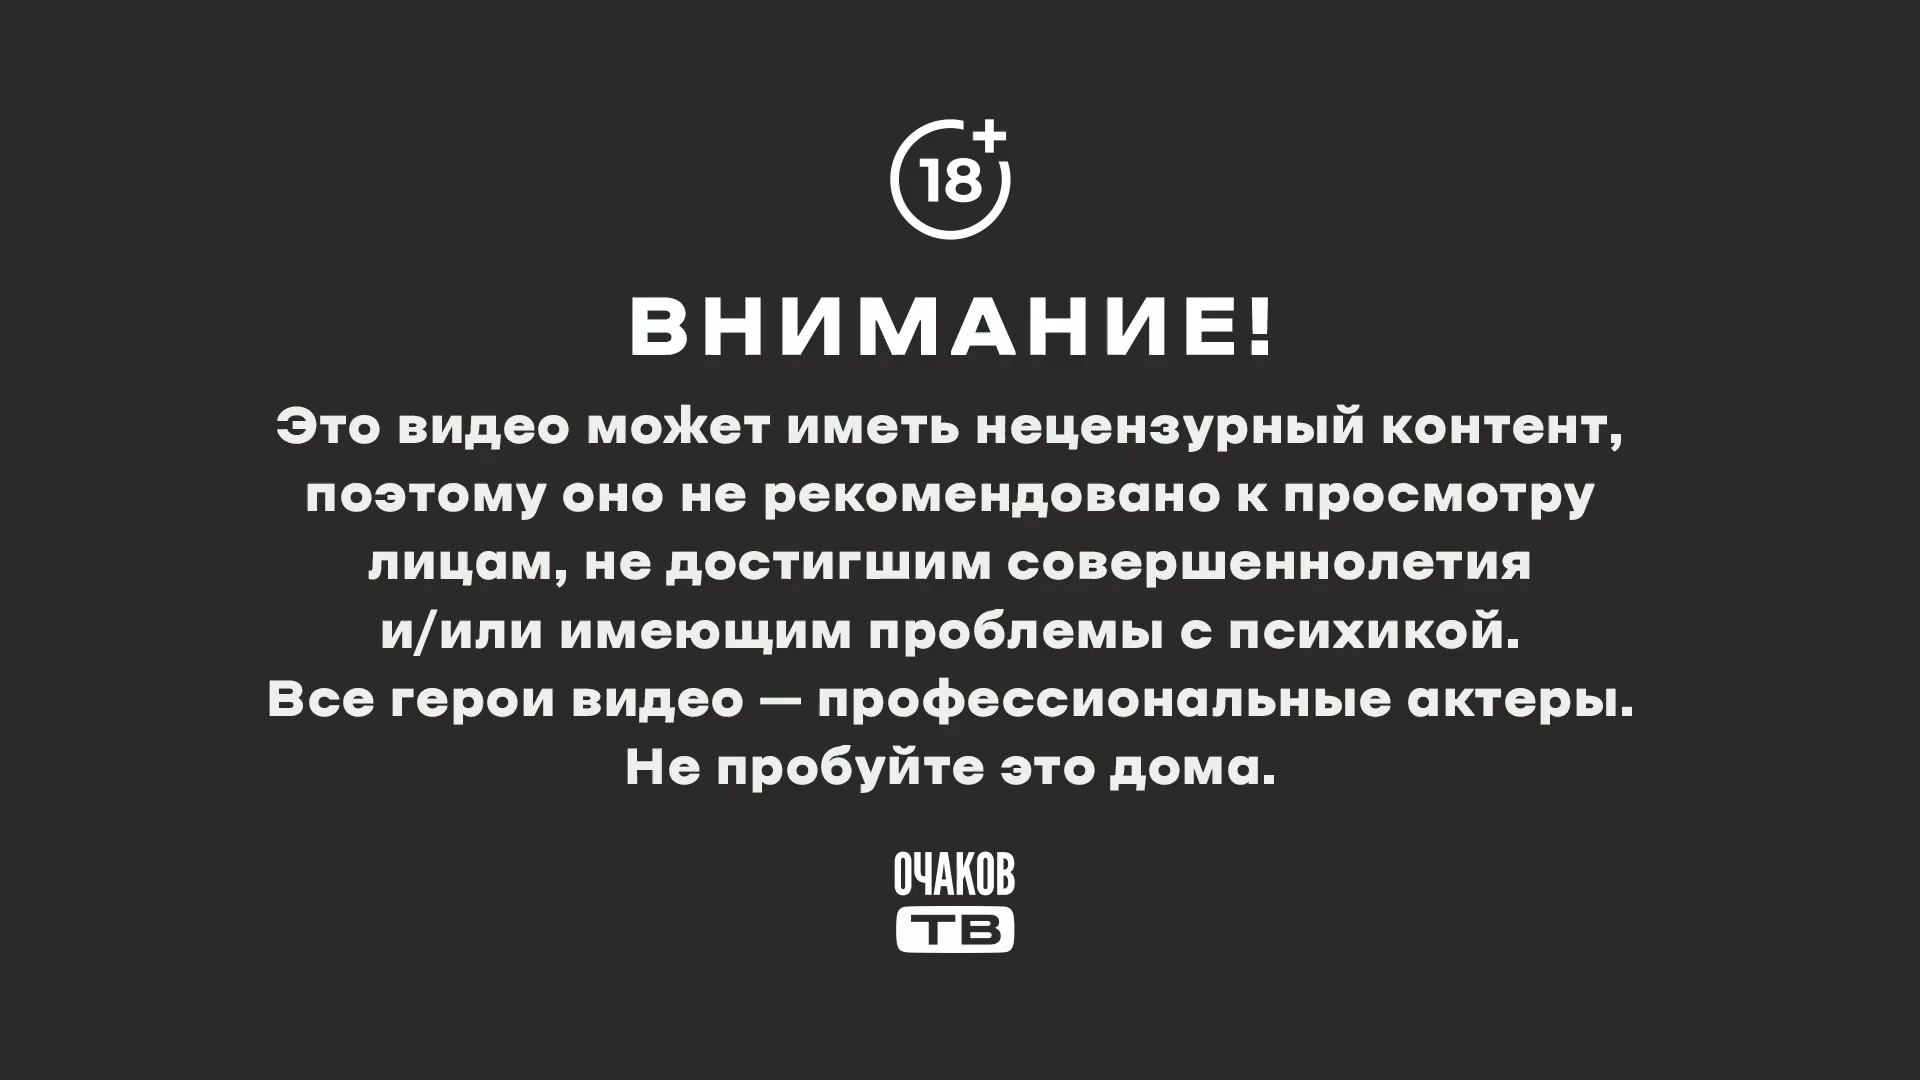 18+
ВНИМАНИЕ!
Это видео может иметь нецензурный контент,
поэтому оно не рекомендовано к просмотру
лицам, не достигшим совершеннолетия
и/или имеющим проблемы с психикой.
Все герои видео — профессиональные актеры.
Не пробуйте это дома.
ОЧАКОВ
ТВ